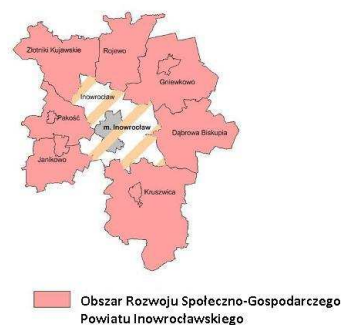 Złotniki Kujawskie
Rojewo
Gniewkowo
Inowrocław
Pakość
m. Inowrocław
Dąbrowa Biskupia
Janikowo
Kruszwica
Obszar Rozwoju Społeczno-Gospodarczego
Powiatu Inowrocławskiego